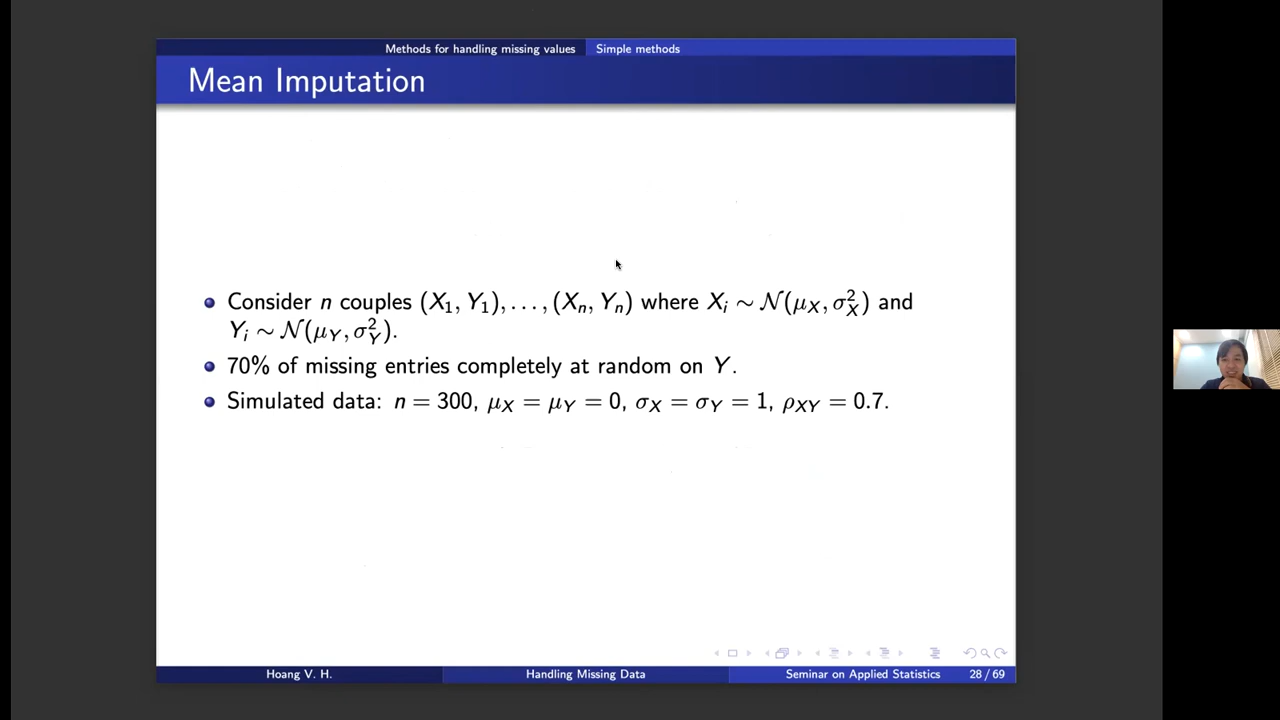 Methods for handling missing values Simple methods
Mean Imputation
Consider n couples (X₁, Y₁), . . . , (Xₙ, Yₙ) where Xᵢ ∼ 𝒩(μ_X, σ²_X) and
Yᵢ ∼ 𝒩(μ_Y, σ²_Y).
70% of missing entries completely at random on Y.
Simulated data: n = 300, μ_X = μ_Y = 0, σ_X = σ_Y = 1, ρ_XY = 0.7.
Hoang V. H. Handling Missing Data Seminar on Applied Statistics 28 / 69